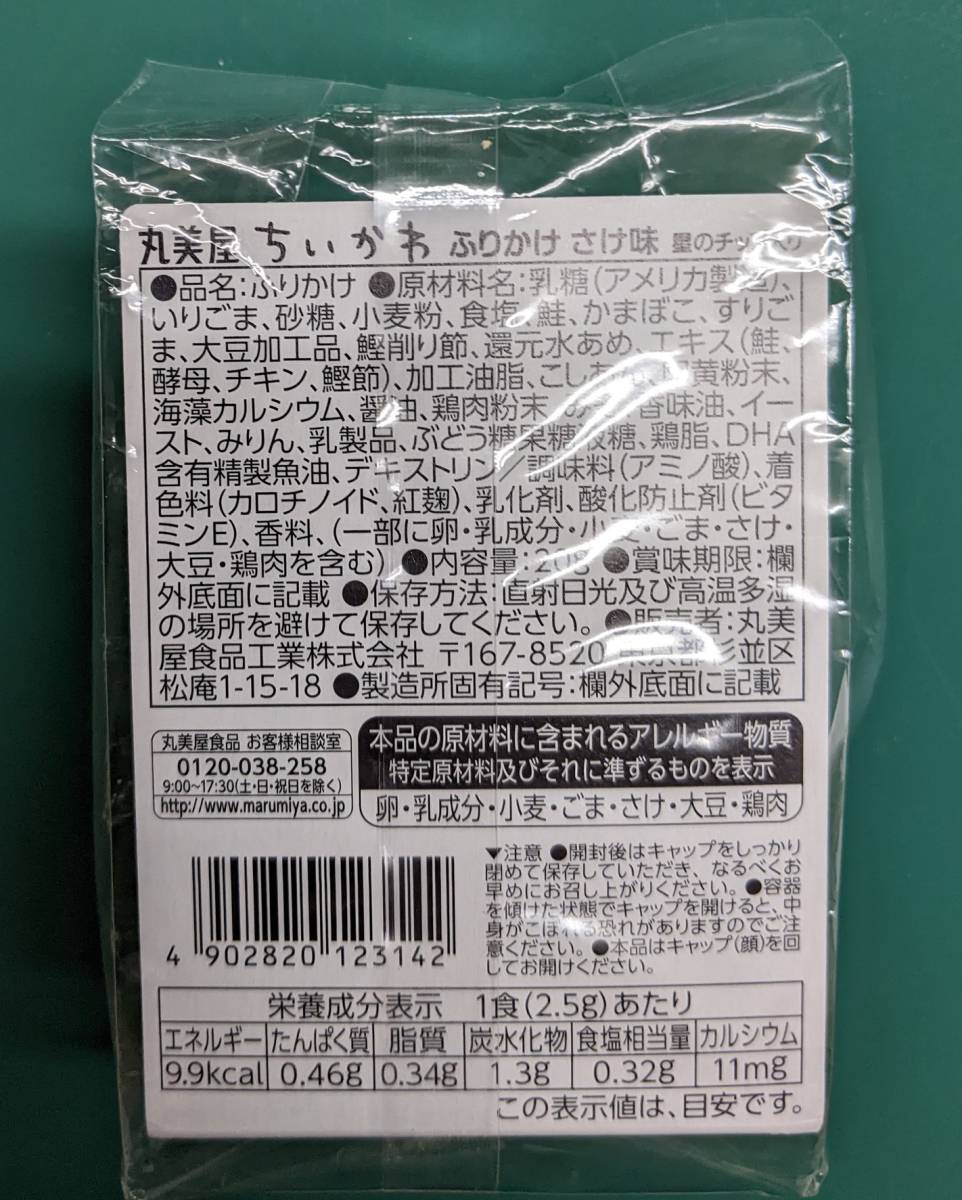 丸美屋 ちいかわ ふりかけ さけ味 星のチップ入り
●品名:ふりかけ ●原材料名:乳糖(アメリカ製造)、
いりごま、砂糖、小麦粉、食塩、鮭、かまぼこ、すりご
ま、大豆加工品、鰹削り節、還元水あめ、エキス(鮭、
酵母、チキン、鰹節)、加工油脂、こしあん、卵黄粉末、
海藻カルシウム、醤油、鶏肉粉末、みそ、香味油、イー
スト、みりん、乳製品、ぶどう糖果糖液糖、鶏脂、DHA
含有精製魚油、デキストリン/調味料(アミノ酸)、着
色料(カロチノイド、紅麹)、乳化剤、酸化防止剤(ビタ
ミンE)、香料、(一部に卵・乳成分・小麦・ごま・さけ・
大豆・鶏肉を含む) ●内容量:20g ●賞味期限:欄
外底面に記載 ●保存方法:直射日光及び高温多湿
の場所を避けて保存してください。 ●販売者:丸美
屋食品工業株式会社 〒167-8520 東京都杉並区
松庵1-15-18 ●製造所固有記号:欄外底面に記載
丸美屋食品 お客様相談室
0120-038-258
9:00~17:30(土・日・祝日を除く)
http://www.marumiya.co.jp
本品の原材料に含まれるアレルギー物質
特定原材料及びそれに準ずるものを表示
卵・乳成分・小麦・ごま・さけ・大豆・鶏肉
▼注意 ●開封後はキャップをしっかり
閉めて保存していただき、なるべくお
早めにお召し上がりください。●容器
を傾けた状態でキャップを開けると、中
身がこぼれる恐れがありますのでご注
意ください。●本品はキャップ(顔)を回
してお開けください。
4 902820 123142
栄養成分表示 1食(2.5g)あたり
エネルギー たんぱく質 脂質 炭水化物 食塩相当量 カルシウム
9.9kcal 0.46g 0.34g 1.3g 0.32g 11mg
この表示値は、目安です。